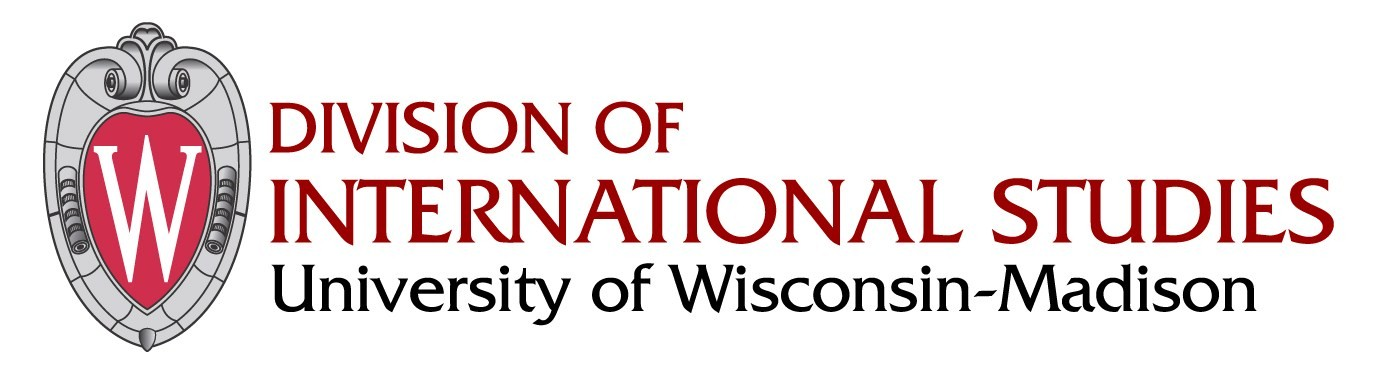 W
DIVISION OF
INTERNATIONAL STUDIES
University of Wisconsin-Madison